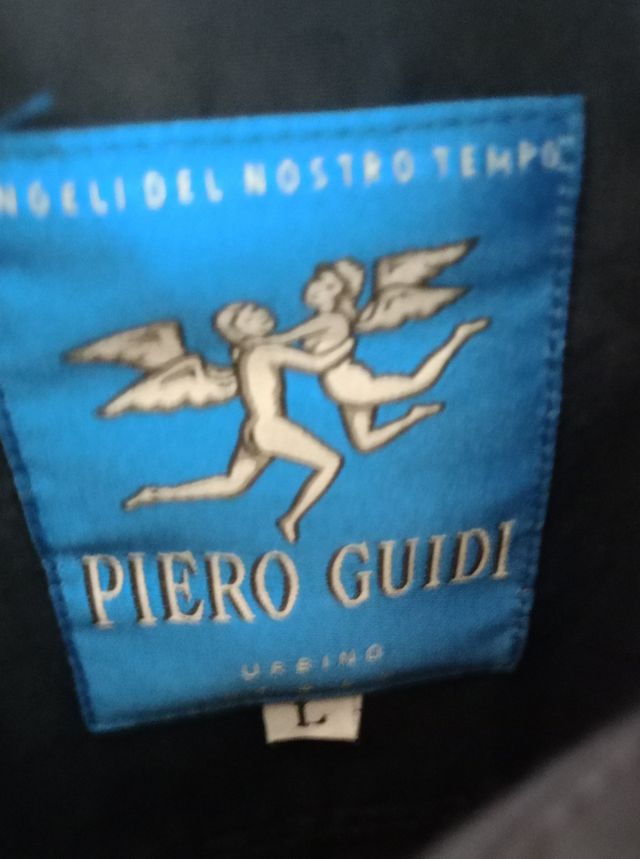 NGELI DEL NOSTRO TEMPO
PIERO GUIDI
URBINO
L